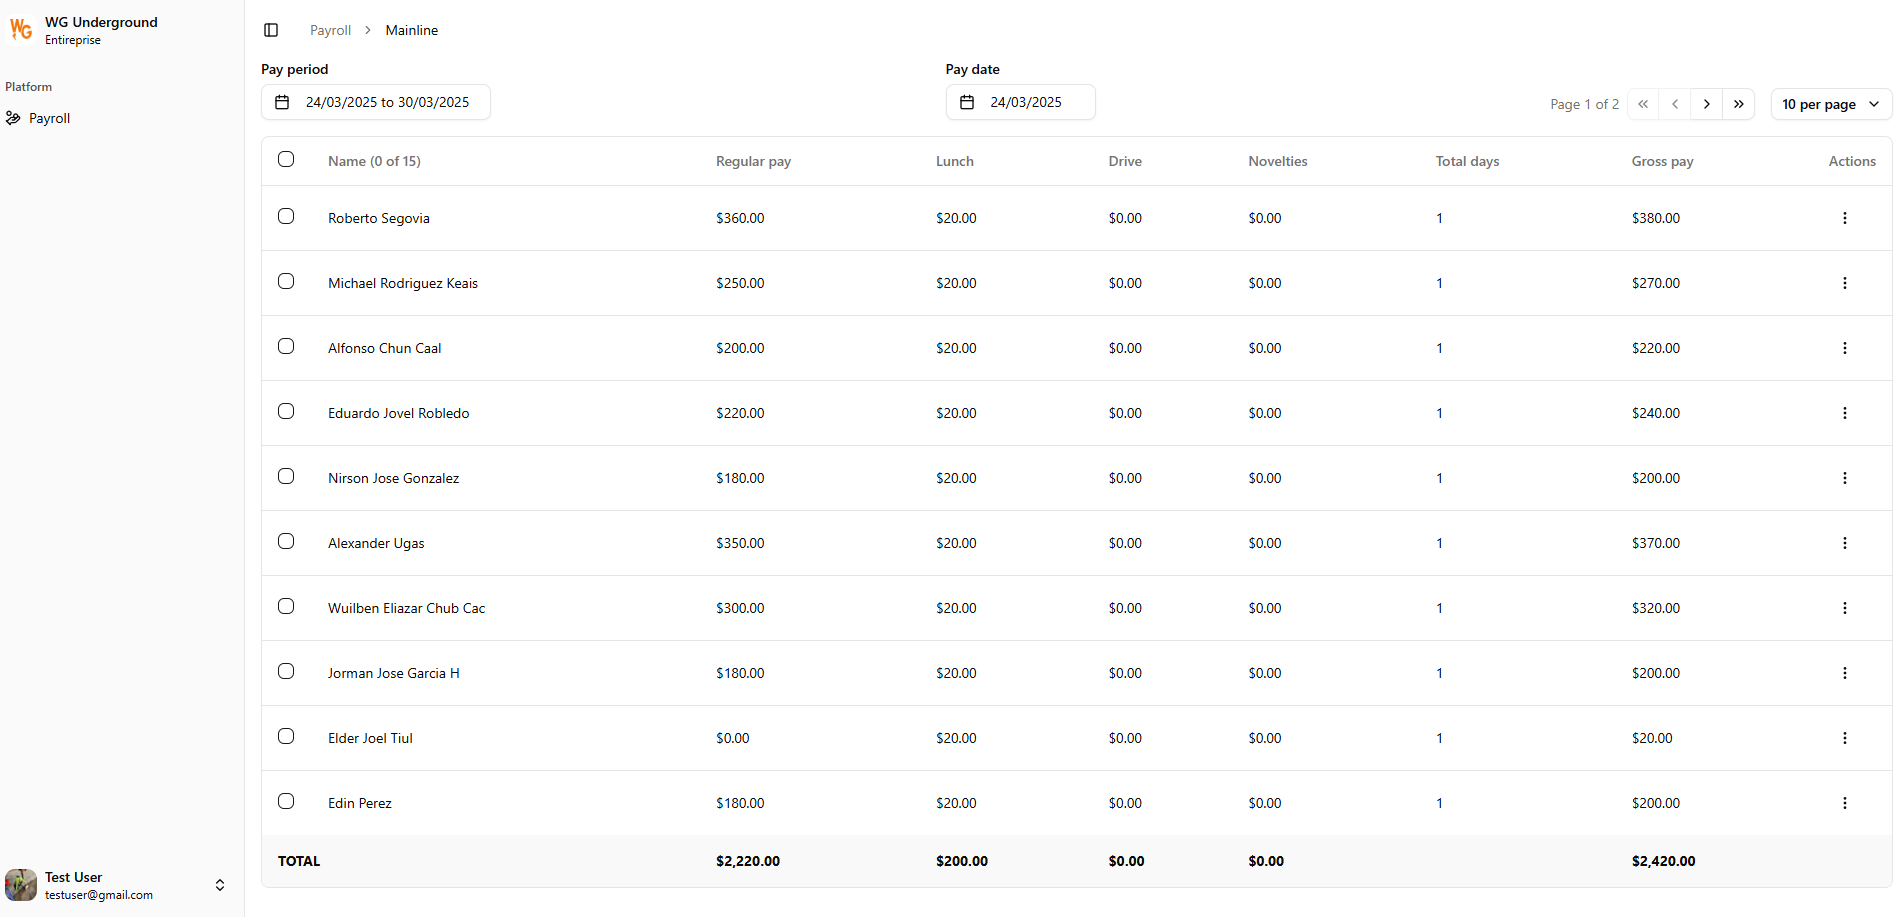 WG
WG Underground
Entireprise
Platform
Payroll
Test User
testuser@gmail.com
Payroll > Mainline
Pay period
24/03/2025 to 30/03/2025
Pay date
24/03/2025
Page 1 of 2
10 per page
Name (0 of 15) Regular pay Lunch Drive Novelties Total days Gross pay Actions
Roberto Segovia $360.00 $20.00 $0.00 $0.00 1 $380.00
Michael Rodriguez Keais $250.00 $20.00 $0.00 $0.00 1 $270.00
Alfonso Chun Caal $200.00 $20.00 $0.00 $0.00 1 $220.00
Eduardo Jovel Robledo $220.00 $20.00 $0.00 $0.00 1 $240.00
Nirson Jose Gonzalez $180.00 $20.00 $0.00 $0.00 1 $200.00
Alexander Ugas $350.00 $20.00 $0.00 $0.00 1 $370.00
Wuilben Eliazar Chub Cac $300.00 $20.00 $0.00 $0.00 1 $320.00
Jorman Jose Garcia H $180.00 $20.00 $0.00 $0.00 1 $200.00
Elder Joel Tiul $0.00 $20.00 $0.00 $0.00 1 $20.00
Edin Perez $180.00 $20.00 $0.00 $0.00 1 $200.00
TOTAL $2,220.00 $200.00 $0.00 $0.00 $2,420.00